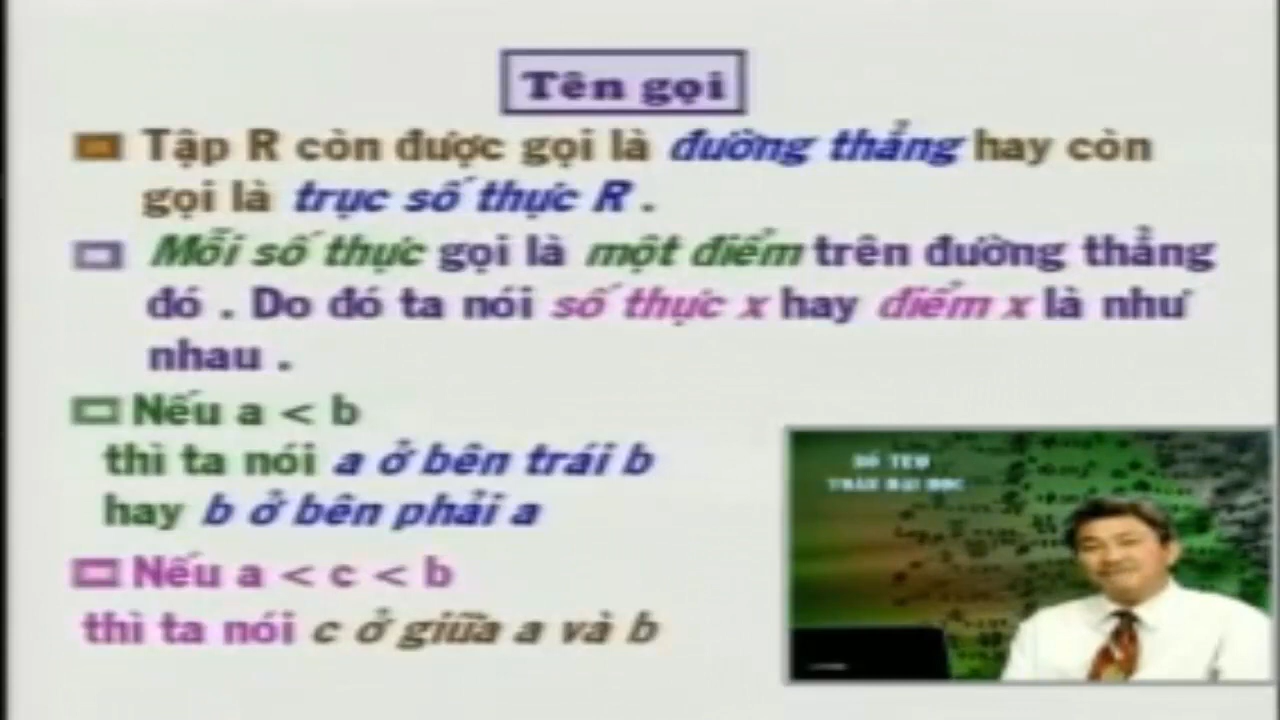 Tên gọi
Tập R còn được gọi là đường thẳng hay còn
gọi là trục số thực R .
Mỗi số thực gọi là một điểm trên đường thẳng
đó . Do đó ta nói số thực x hay điểm x là như
nhau .
Nếu a < b
thì ta nói a ở bên trái b
hay b ở bên phải a
Nếu a < c < b
thì ta nói c ở giữa a và b